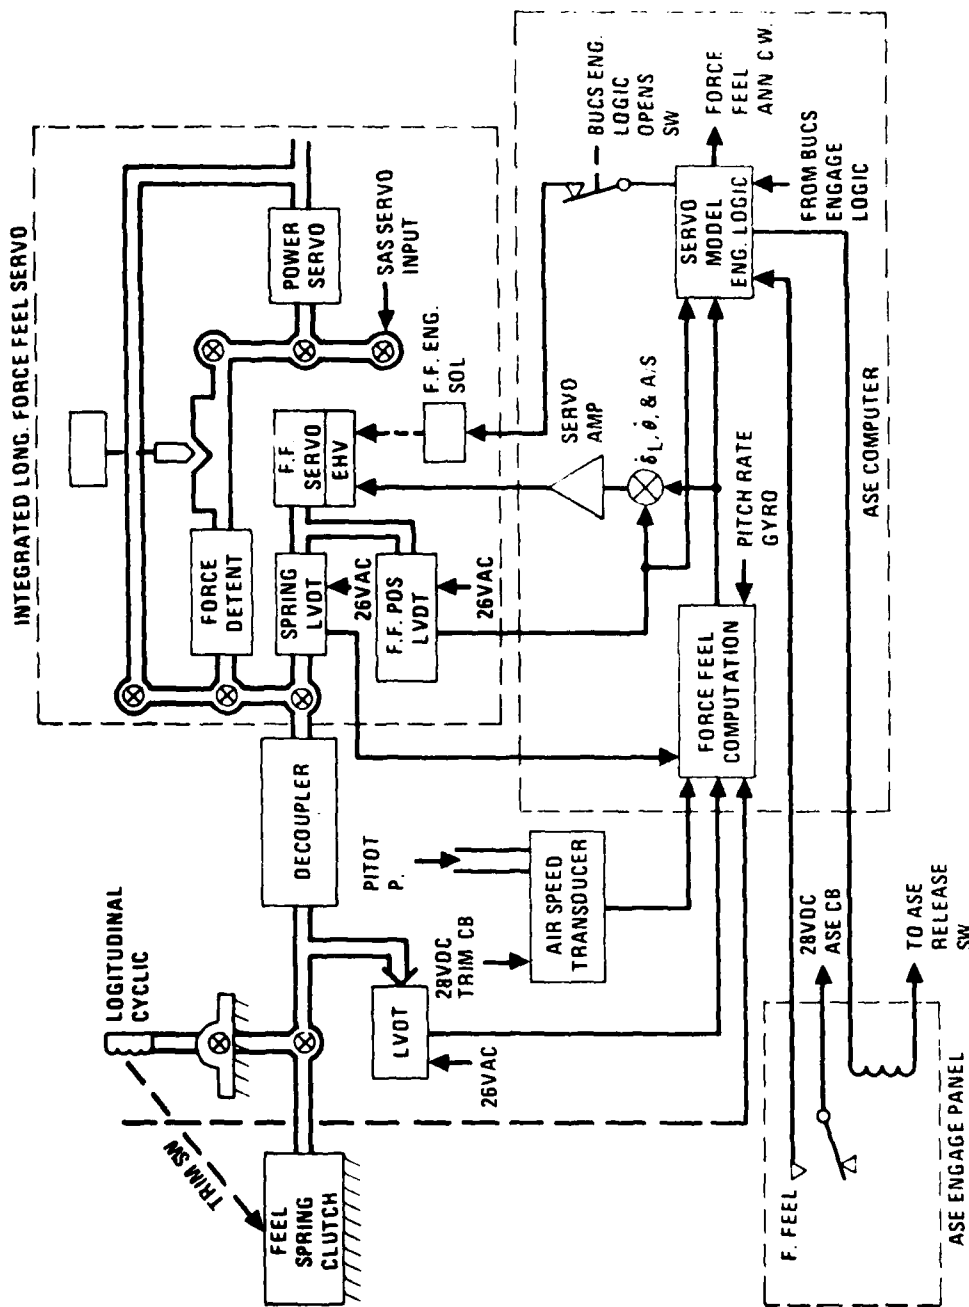 INTEGRATED LONG. FORCE FEEL SERVO
LOGITUDINAL
CYCLIC
TRIM SW
FEEL
SPRING
CLUTCH
DECOUPLER
FORCE
DETENT
POWER
SERVO
SAS SERVO
INPUT
SPRING
LVDT
26VAC
F.F
SERVO
EHV
F.F. ENG.
SOL
F.F. POS
LVDT
26VAC
LVDT
26VAC
PITOT
P.
28VDC
TRIM CB
AIR SPEED
TRANSDUCER
SERVO
AMP
δ̇L, θ̇, & A/S
BUCS ENG.
LOGIC
OPENS
SW
FORCE FEEL
COMPUTATION
PITCH RATE
GYRO
SERVO
MODEL
ENG. LOGIC
FORCE
FEEL
ANN C.W.
FROM BUCS
ENGAGE
LOGIC
ASE COMPUTER
F. FEEL
28VDC
ASE CB
TO ASE
RELEASE
SW
ASE ENGAGE PANEL